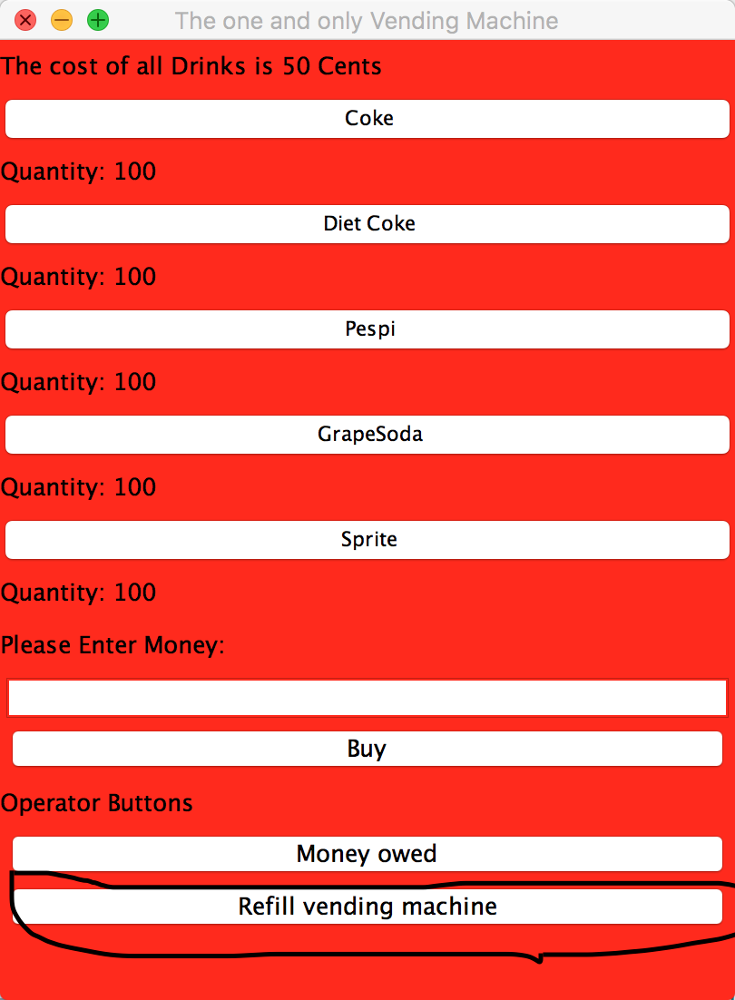 The one and only Vending Machine
The cost of all Drinks is 50 Cents
Coke
Quantity: 100
Diet Coke
Quantity: 100
Pespi
Quantity: 100
GrapeSoda
Quantity: 100
Sprite
Quantity: 100
Please Enter Money:
Buy
Operator Buttons
Money owed
Refill vending machine